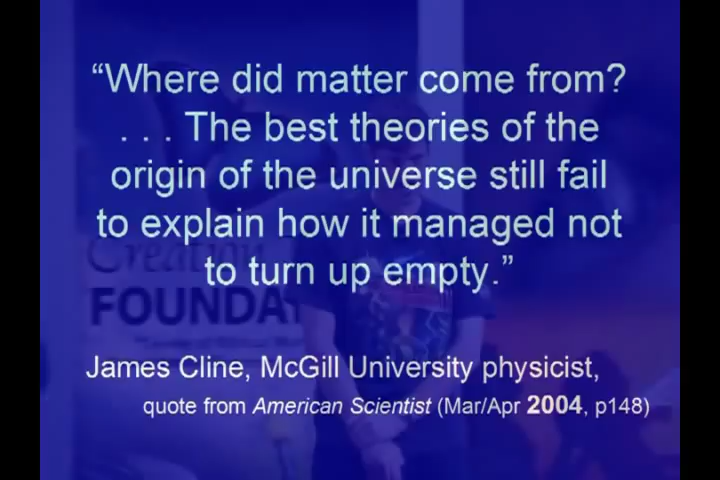 “Where did matter come from?
. . . The best theories of the
origin of the universe still fail
to explain how it managed not
to turn up empty.”
Creation
FOUNDA
James Cline, McGill University physicist,
quote from American Scientist (Mar/Apr 2004, p148)